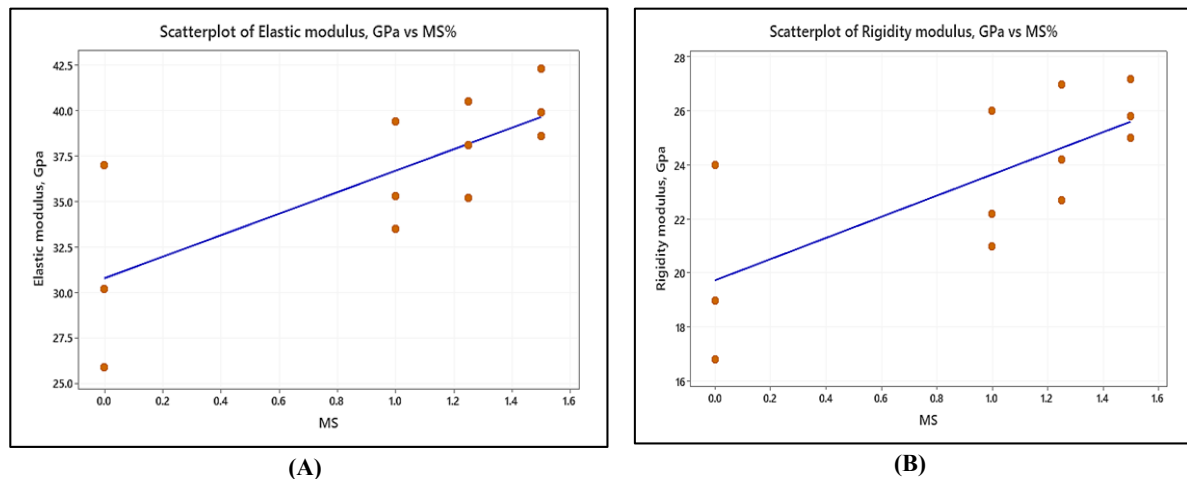 Scatterplot of Elastic modulus, GPa vs MS%
42.5
40.0
37.5
35.0
32.5
30.0
27.5
25.0
Elastic modulus, Gpa
0.0 0.2 0.4 0.6 0.8 1.0 1.2 1.4 1.6
MS
(A)
Scatterplot of Rigidity modulus, GPa vs MS%
28
26
24
22
20
18
16
Rigidity modulus, GPa
0.0 0.2 0.4 0.6 0.8 1.0 1.2 1.4 1.6
MS
(B)